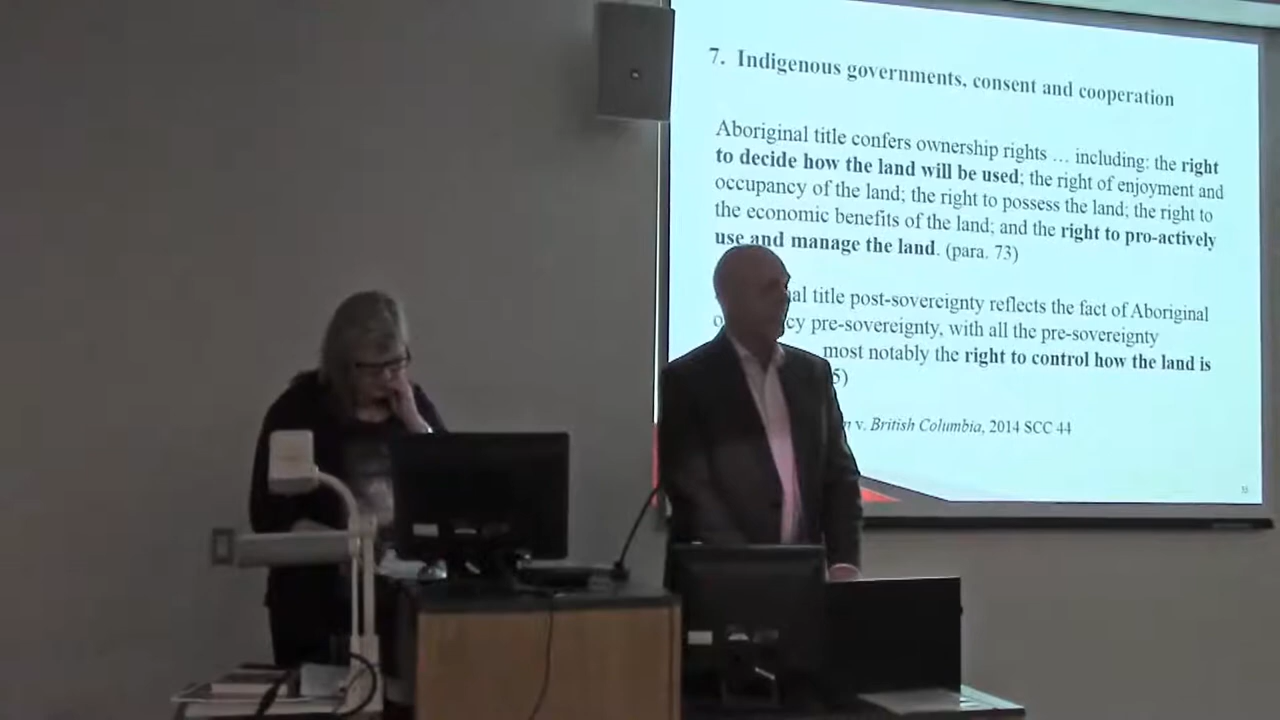 7. Indigenous governments, consent and cooperation
Aboriginal title confers ownership rights … including: the right
to decide how the land will be used; the right of enjoyment and
occupancy of the land; the right to possess the land; the right to
the economic benefits of the land; and the right to pro-actively
use and manage the land. (para. 73)
al title post-sovereignty reflects the fact of Aboriginal
cy pre-sovereignty, with all the pre-sovereignty
most notably the right to control how the land is
5)
n v. British Columbia, 2014 SCC 44